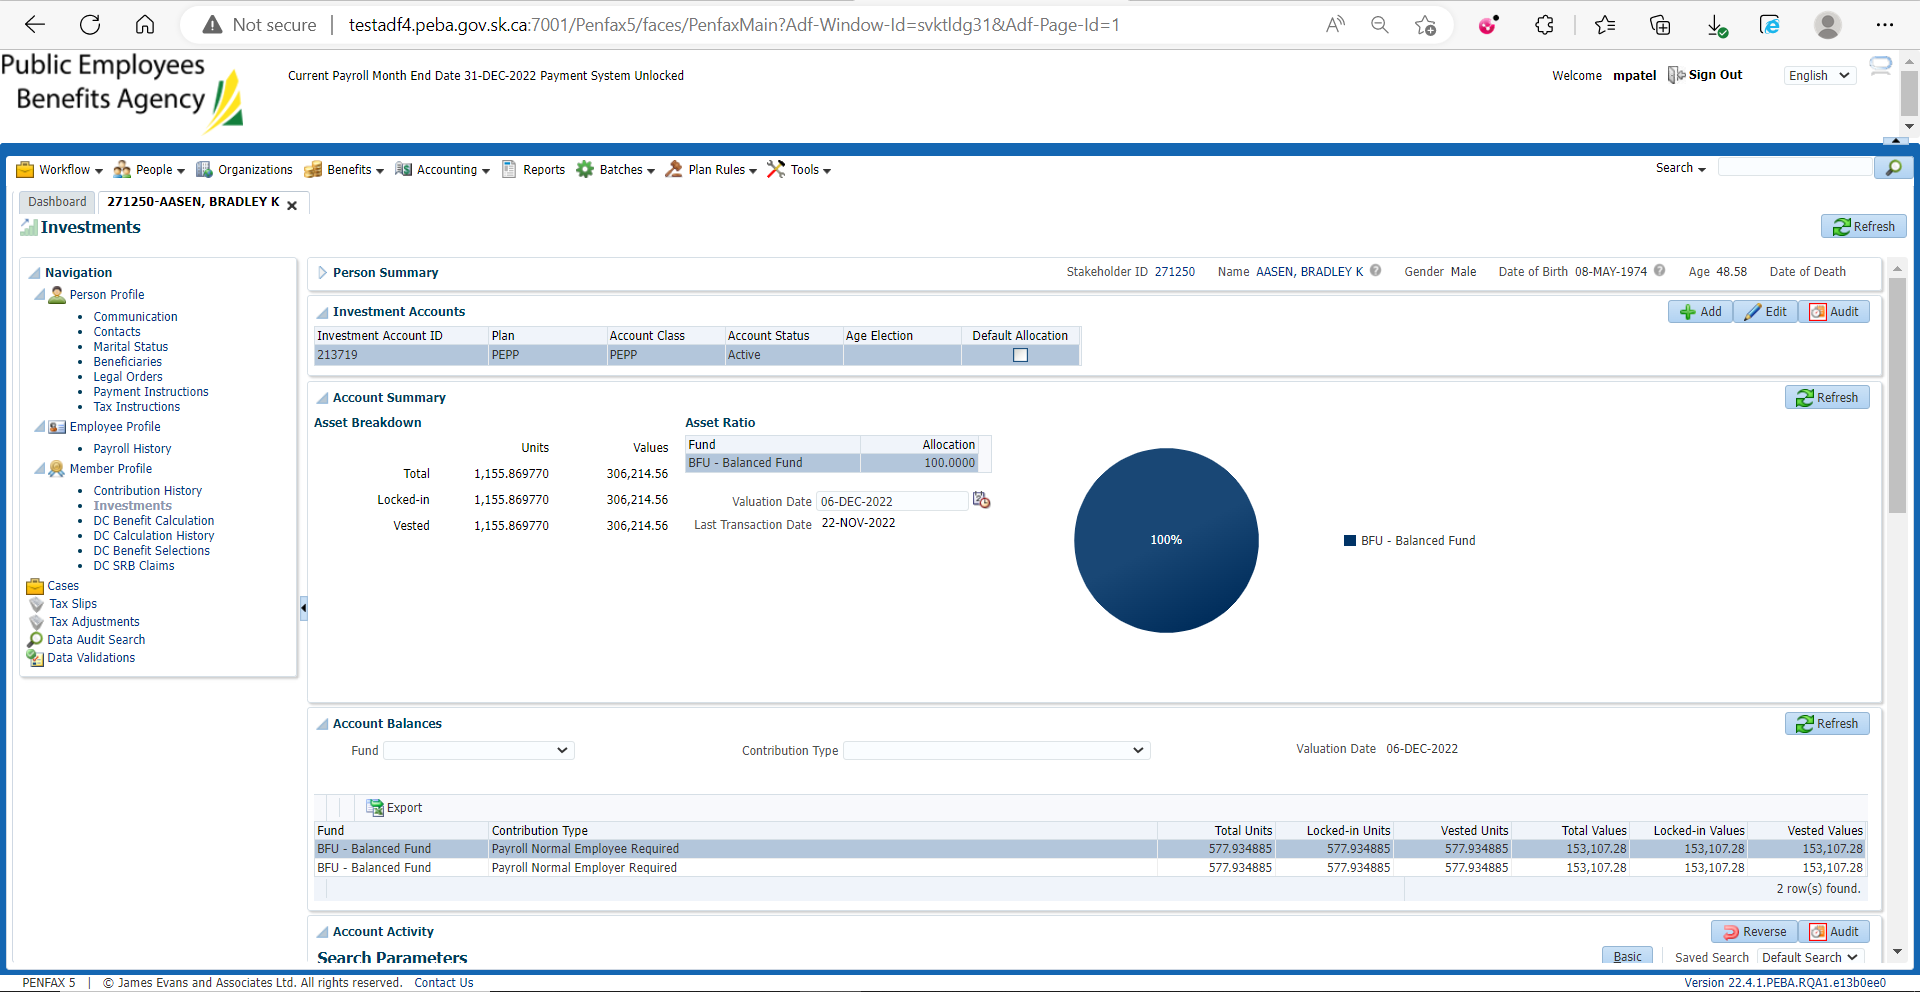 Not secure | testadf4.peba.gov.sk.ca:7001/Penfax5/faces/PenfaxMain?Adf-Window-Id=svktldg31&Adf-Page-Id=1
Public Employees
Benefits Agency
Current Payroll Month End Date 31-DEC-2022 Payment System Unlocked
Welcome mpatel Sign Out English
Workflow People Organizations Benefits Accounting Reports Batches Plan Rules Tools Search
Dashboard 271250-AASEN, BRADLEY K
Investments Refresh
Navigation
Person Profile
Communication
Contacts
Marital Status
Beneficiaries
Legal Orders
Payment Instructions
Tax Instructions
Employee Profile
Payroll History
Member Profile
Contribution History
Investments
DC Benefit Calculation
DC Calculation History
DC Benefit Selections
DC SRB Claims
Cases
Tax Slips
Tax Adjustments
Data Audit Search
Data Validations
Person Summary Stakeholder ID 271250 Name AASEN, BRADLEY K Gender Male Date of Birth 08-MAY-1974 Age 48.58 Date of Death
Investment Accounts Add Edit Audit
Investment Account ID Plan Account Class Account Status Age Election Default Allocation
213719 PEPP PEPP Active
Account Summary Refresh
Asset Breakdown
Units Values
Total 1,155.869770 306,214.56
Locked-in 1,155.869770 306,214.56
Vested 1,155.869770 306,214.56
Asset Ratio
Fund Allocation
BFU - Balanced Fund 100.0000
Valuation Date 06-DEC-2022
Last Transaction Date 22-NOV-2022
100%
BFU - Balanced Fund
Account Balances Refresh
Fund Contribution Type Valuation Date 06-DEC-2022
Export
Fund Contribution Type Total Units Locked-in Units Vested Units Total Values Locked-in Values Vested Values
BFU - Balanced Fund Payroll Normal Employee Required 577.934885 577.934885 577.934885 153,107.28 153,107.28 153,107.28
BFU - Balanced Fund Payroll Normal Employer Required 577.934885 577.934885 577.934885 153,107.28 153,107.28 153,107.28
2 row(s) found.
Account Activity Reverse Audit
Search Parameters Basic Saved Search Default Search
PENFAX 5 | © James Evans and Associates Ltd. All rights reserved. Contact Us Version 22.4.1.PEBA.RQA1.e13b0ee0